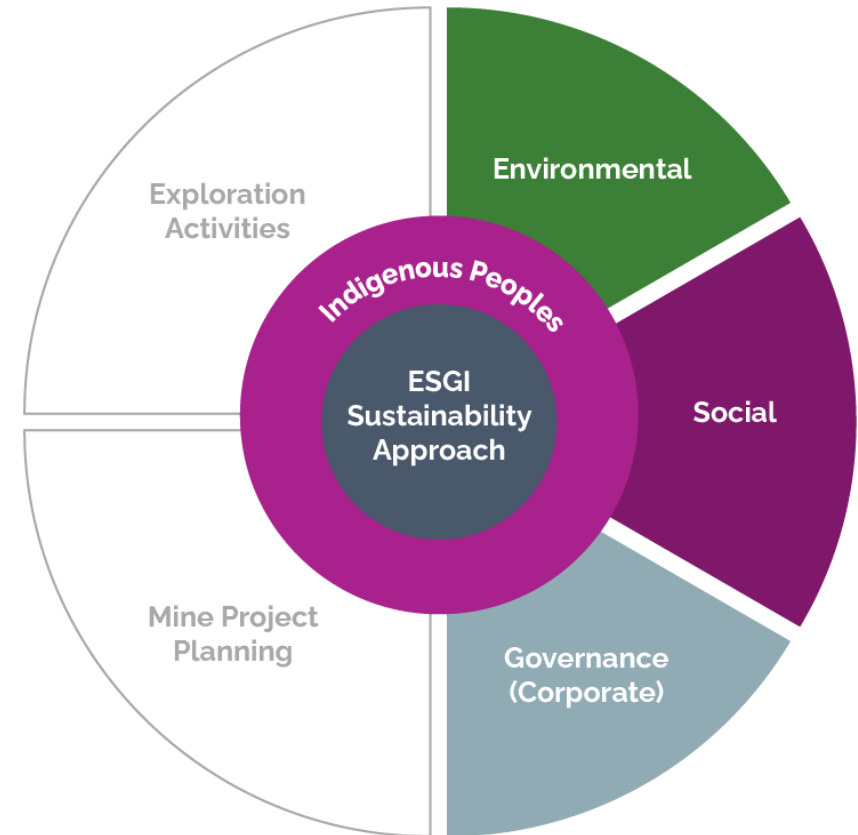 Exploration
Activities
Environmental
Indigenous Peoples
ESGI
Sustainability
Approach
Social
Mine Project
Planning
Governance
(Corporate)